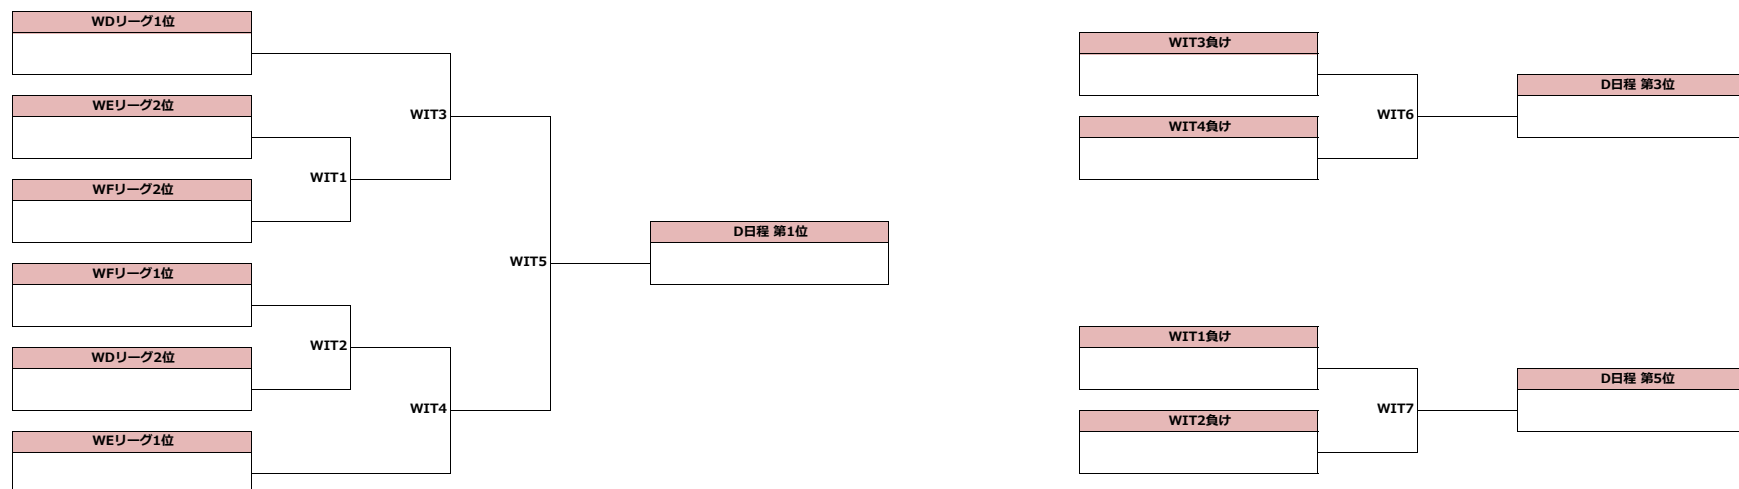 WDリーグ1位
WEリーグ2位
WIT3
WIT1
WFリーグ2位
WFリーグ1位
WIT2
WDリーグ2位
WIT4
WEリーグ1位
WIT5
D日程 第1位
WIT3負け
WIT6
WIT4負け
D日程 第3位
WIT1負け
WIT7
WIT2負け
D日程 第5位